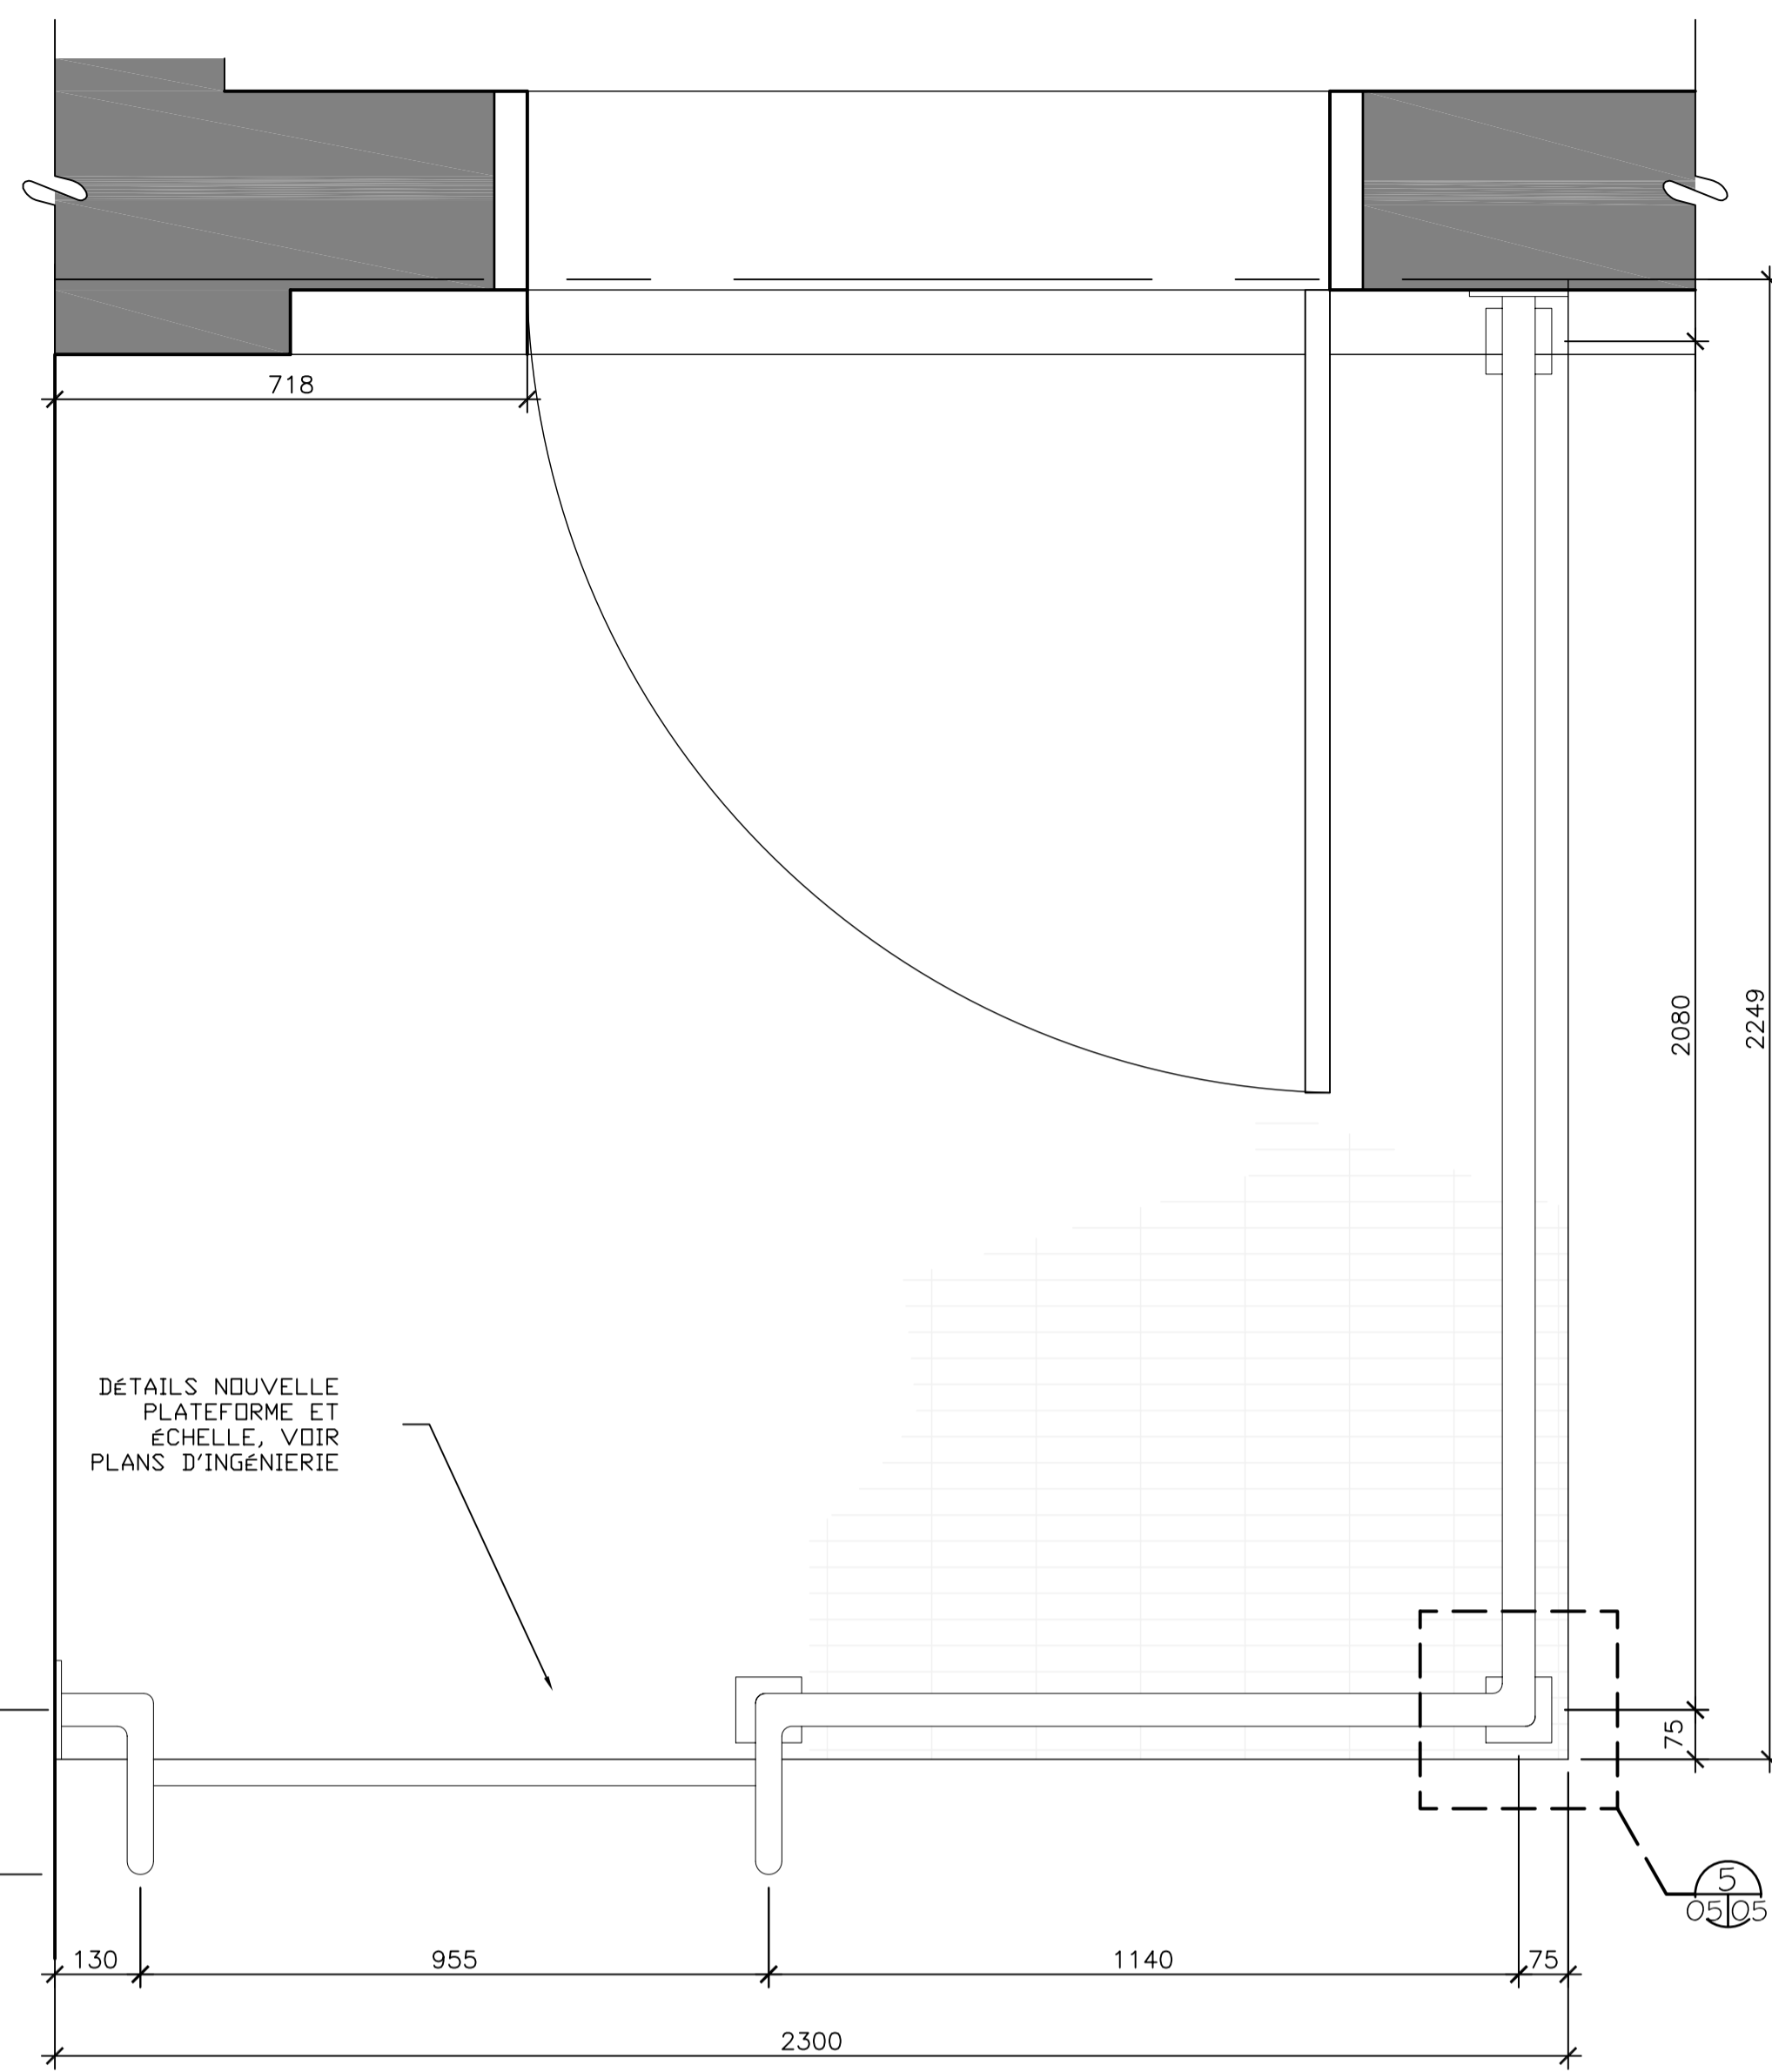 718
2080
2249
DÉTAILS NOUVELLE
PLATEFORME ET
ÉCHELLE, VOIR
PLANS D'INGÉNIERIE
75
5
05 05
130 955 1140 75
2300